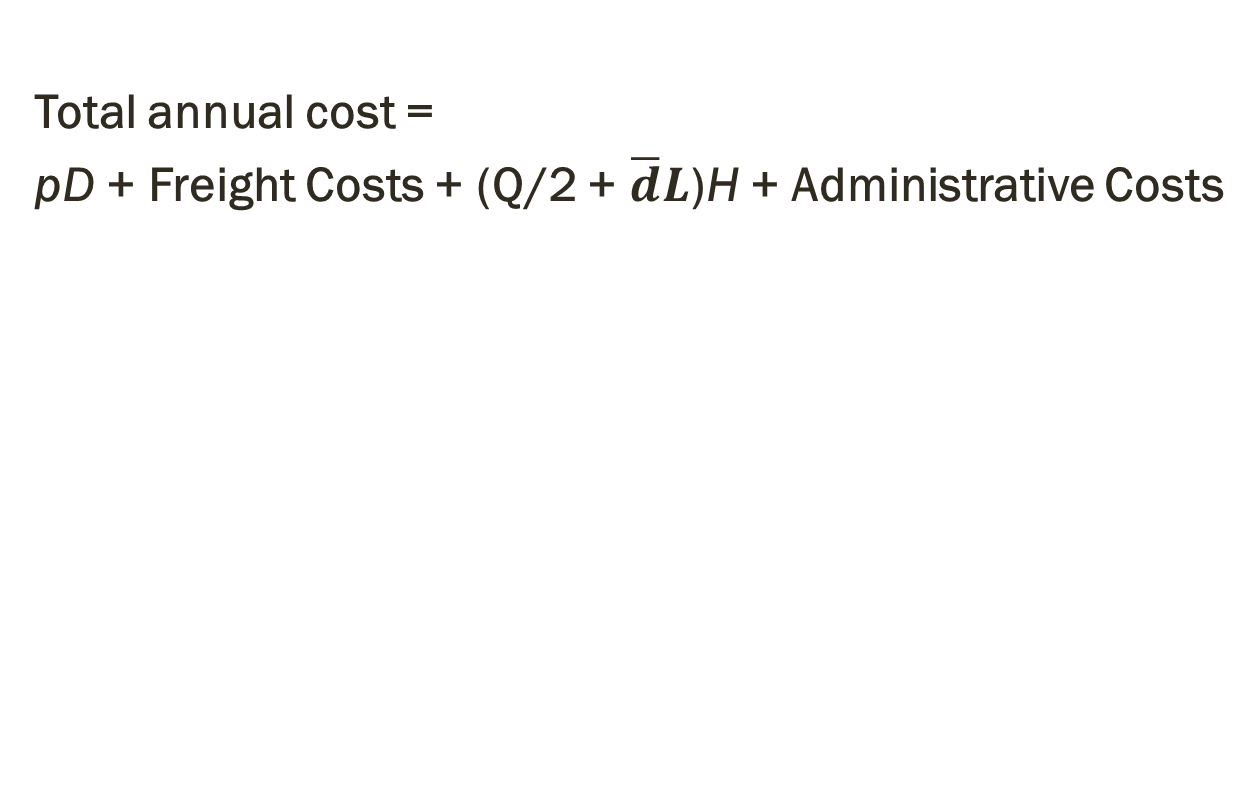 Total annual cost =
pD + Freight Costs + (Q/2 + d̅L)H + Administrative Costs